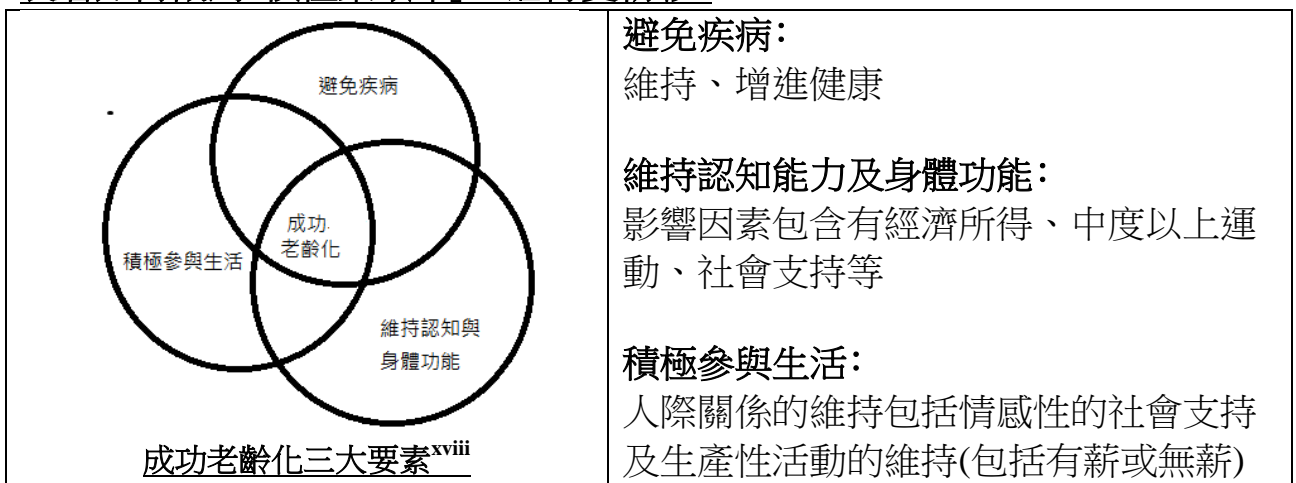 避免疾病
成功
老齡化
積極參與生活
維持認知與
身體功能
成功老齡化三大要素xviii
避免疾病:
維持、增進健康
維持認知能力及身體功能:
影響因素包含有經濟所得、中度以上運
動、社會支持等
積極參與生活:
人際關係的維持包括情感性的社會支持
及生產性活動的維持(包括有薪或無薪)